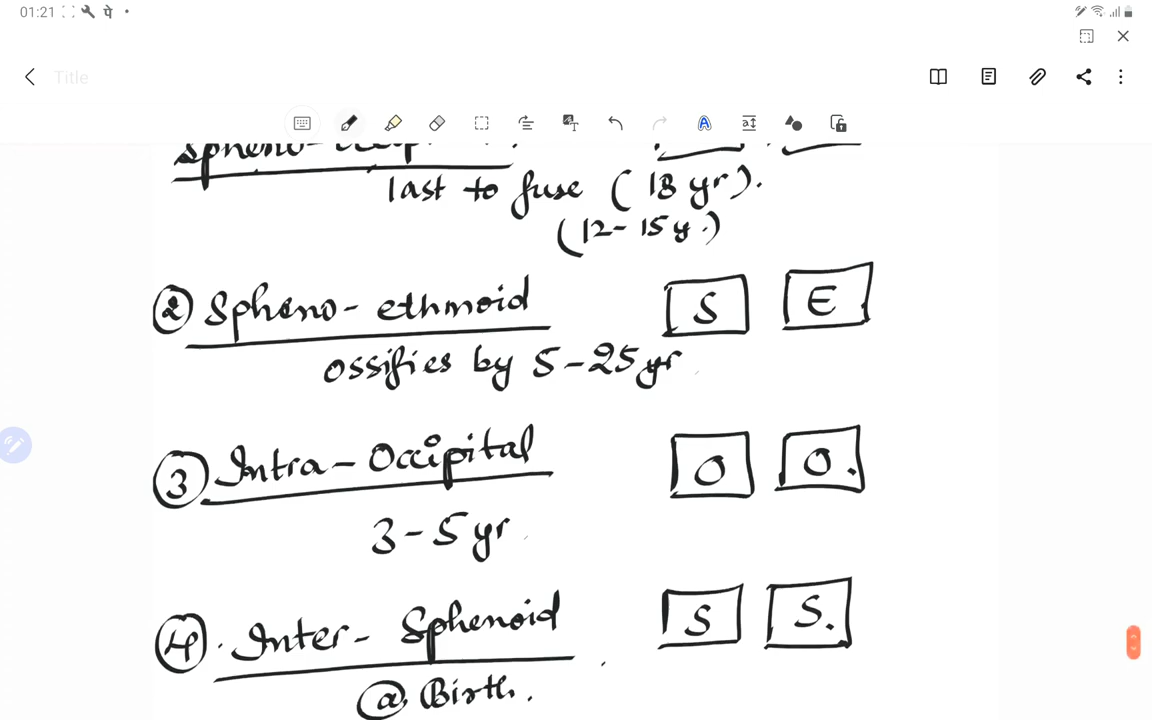 01:21 पे
Title
Spheno-
last to fuse (18 yr).
(12-15 y.)
② Spheno-ethmoid S E
ossifies by 5-25 yr
③ Intra-Occipital O O.
3-5 yr
④. Inter-Sphenoid S S.
@ Birth.